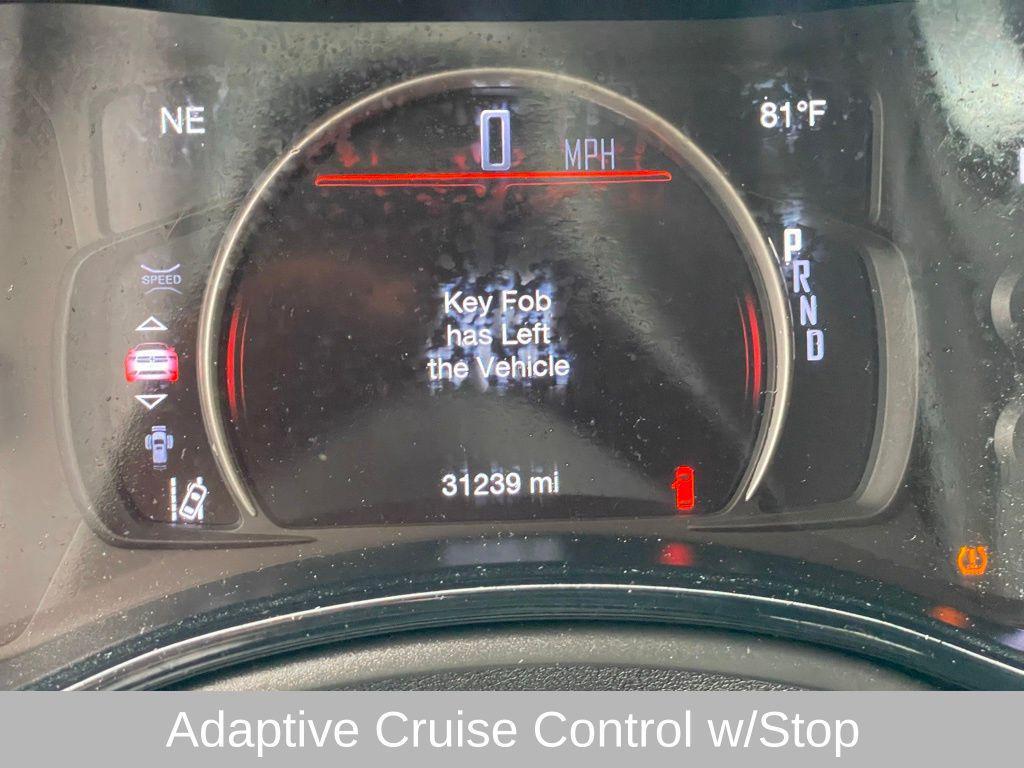 NE
0 MPH
81°F
SPEED
P
R
N
D
Key Fob
has Left
the Vehicle
31239 mi
Adaptive Cruise Control w/Stop